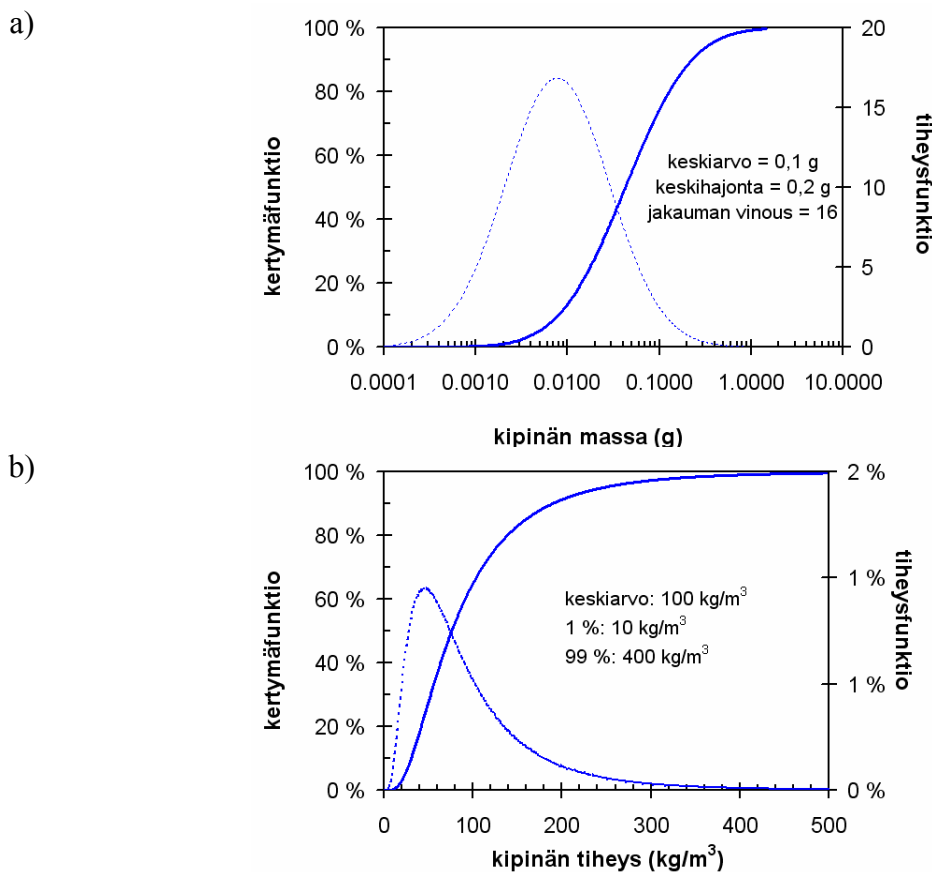 a)
100 %
80 %
60 %
40 %
20 %
0 %
kertymäfunktio
20
15
10
5
0
tiheysfunktio
keskiarvo = 0,1 g
keskihajonta = 0,2 g
jakauman vinous = 16
0.0001 0.0010 0.0100 0.1000 1.0000 10.0000
kipinän massa (g)
b)
100 %
80 %
60 %
40 %
20 %
0 %
kertymäfunktio
2 %
1 %
1 %
0 %
tiheysfunktio
keskiarvo: 100 kg/m³
1 %: 10 kg/m³
99 %: 400 kg/m³
0 100 200 300 400 500
kipinän tiheys (kg/m³)